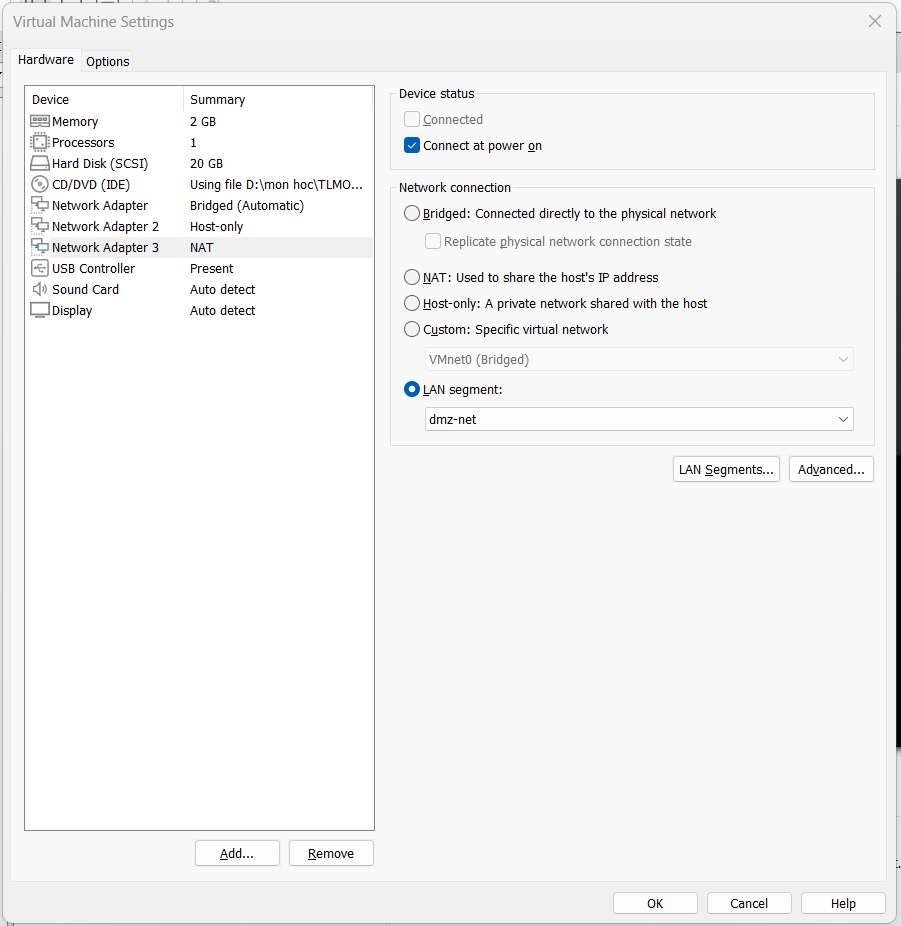 Virtual Machine Settings
Hardware
Options
Device Summary
Memory 2 GB
Processors 1
Hard Disk (SCSI) 20 GB
CD/DVD (IDE) Using file D:\mon hoc\TLMO...
Network Adapter Bridged (Automatic)
Network Adapter 2 Host-only
Network Adapter 3 NAT
USB Controller Present
Sound Card Auto detect
Display Auto detect
Add...
Remove
Device status
Connected
Connect at power on
Network connection
Bridged: Connected directly to the physical network
Replicate physical network connection state
NAT: Used to share the host's IP address
Host-only: A private network shared with the host
Custom: Specific virtual network
VMnet0 (Bridged)
LAN segment:
dmz-net
LAN Segments...
Advanced...
OK
Cancel
Help